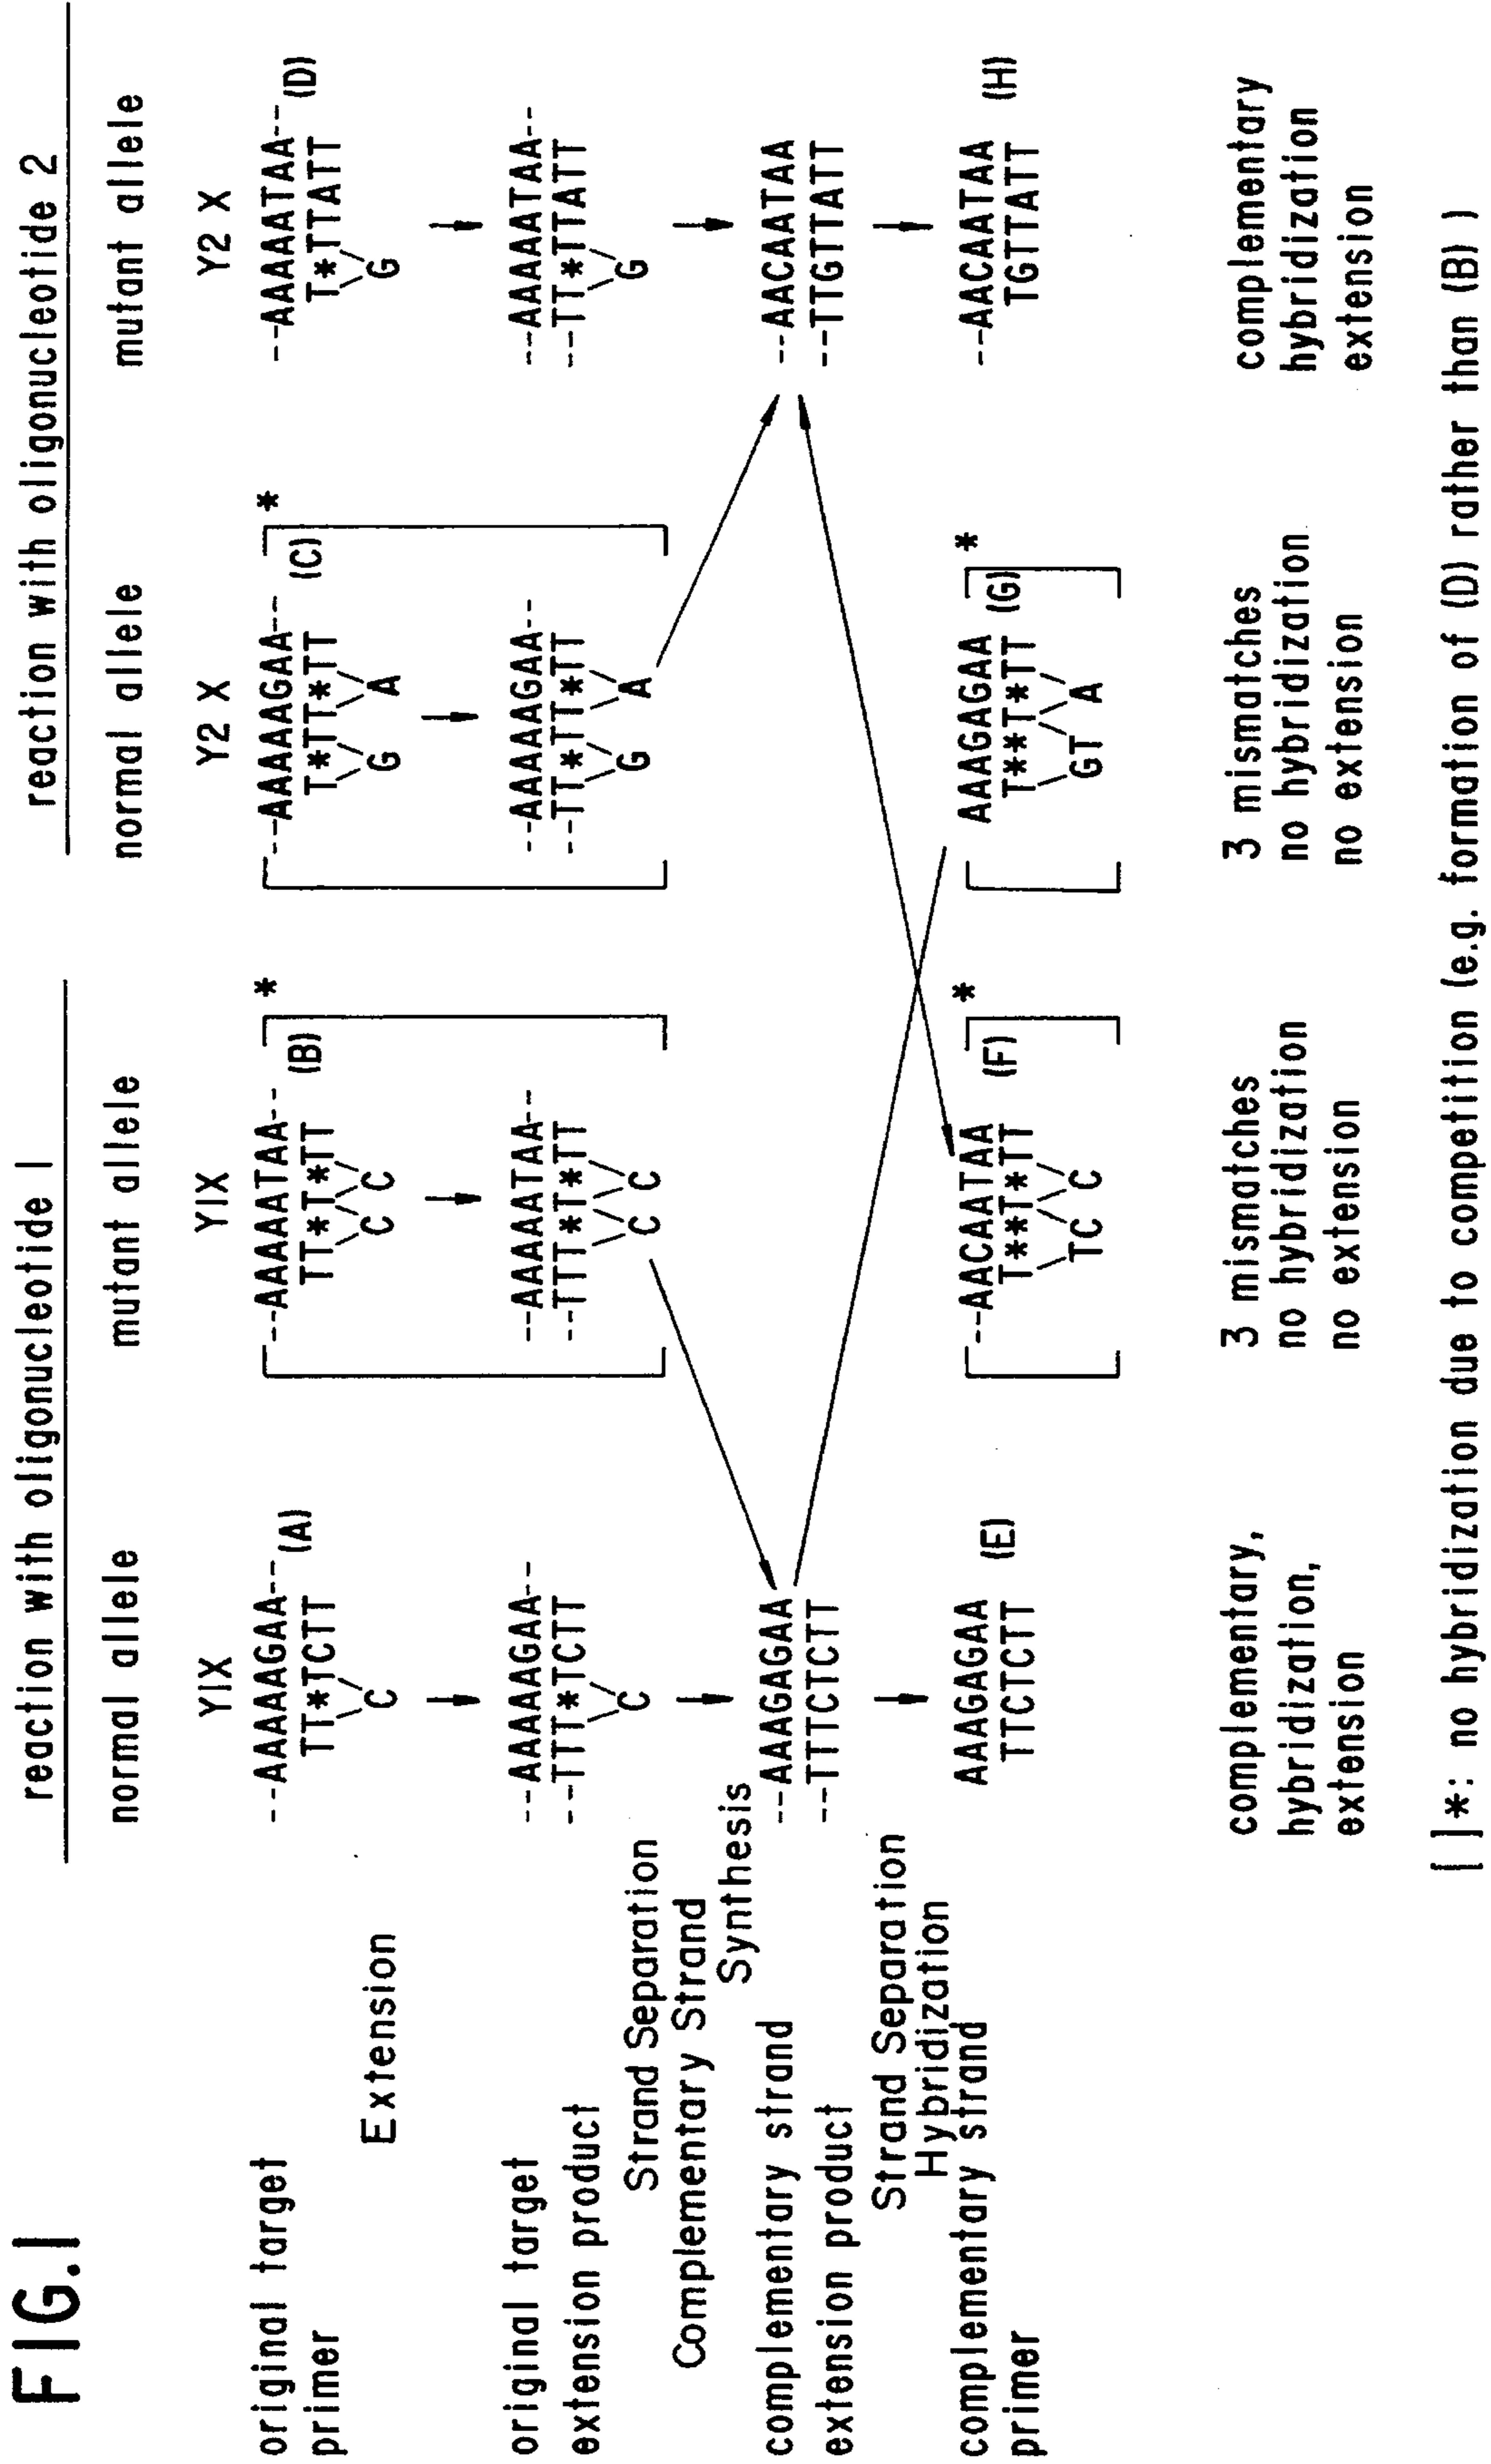 FIG.1
reaction with oligonucleotide 1
reaction with oligonucleotide 2
normal allele
mutant allele
normal allele
mutant allele
Y1X
Y1X
Y2 X
Y2 X
original target
primer
--AAAAAGAA-- (A)
TT*TCTT
C
--AAAAATAA-- (B)
TT*T*TT
C C
*
--AAAAAGAA-- (C)
T*TT*TT
G A
*
--AAAAATAA-- (D)
T*TTATT
G
Extension
original target
extension product
--AAAAAGAA--
--TTT*TCTT
C
--AAAAATAA--
--TTT*T*TT
C C
--AAAAAGAA--
--TT*TT*TT
G A
--AAAAATAA--
--TT*TTATT
G
Strand Separation
Complementary Strand
Synthesis
complementary strand
extension product
--AAAGAGAA
--TTTCTCTT
--AACAATAA
--TTGTTATT
Strand Separation
Hybridization
complementary strand
primer
AAAGAGAA
TTCTCTT (E)
--AACAATAA
T**T*TT (F)
TC C
*
AAAGAGAA
T**T*TT (G)
GT A
*
--AACAATAA
TGTTATT (H)
complementary,
hybridization,
extension
3 mismatches
no hybridization
no extension
3 mismatches
no hybridization
no extension
complementary
hybridization
extension
[ ]*: no hybridization due to competition (e.g. formation of (D) rather than (B) )